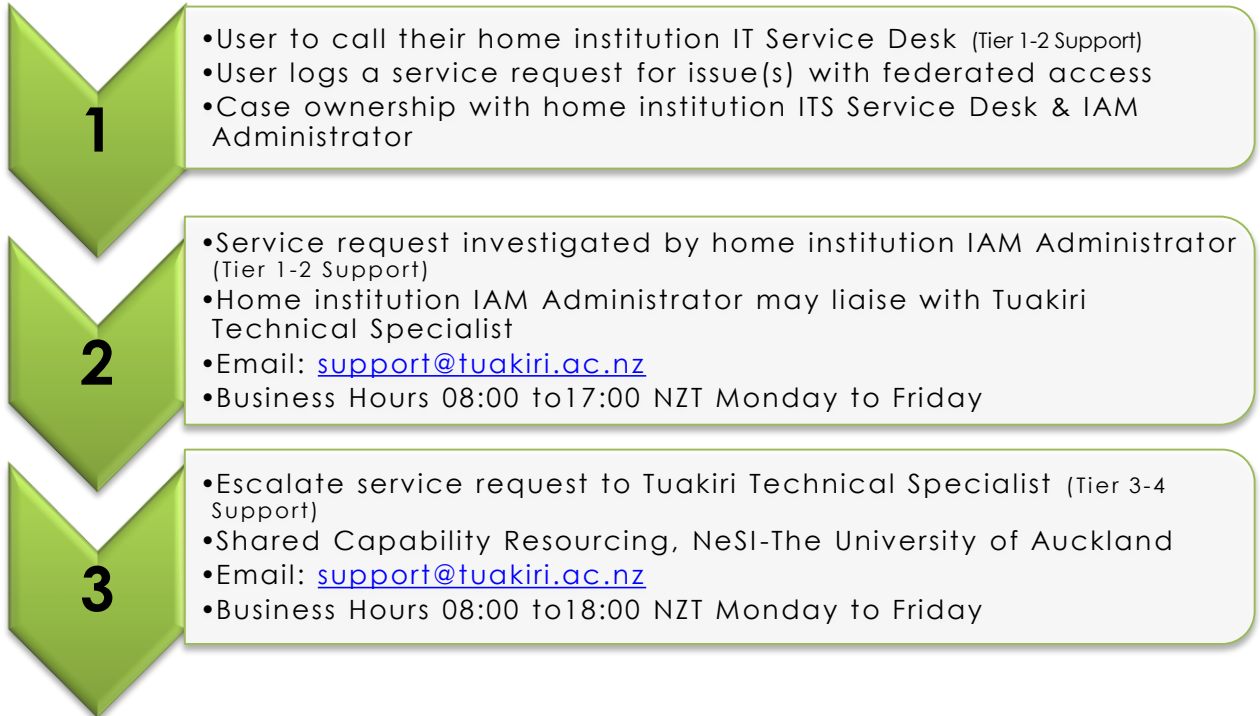 1
•User to call their home institution IT Service Desk (Tier 1-2 Support)
•User logs a service request for issue(s) with federated access
•Case ownership with home institution ITS Service Desk & IAM
Administrator
2
•Service request investigated by home institution IAM Administrator
(Tier 1-2 Support)
•Home institution IAM Administrator may liaise with Tuakiri
Technical Specialist
•Email: support@tuakiri.ac.nz
•Business Hours 08:00 to17:00 NZT Monday to Friday
3
•Escalate service request to Tuakiri Technical Specialist (Tier 3-4
Support)
•Shared Capability Resourcing, NeSI-The University of Auckland
•Email: support@tuakiri.ac.nz
•Business Hours 08:00 to18:00 NZT Monday to Friday